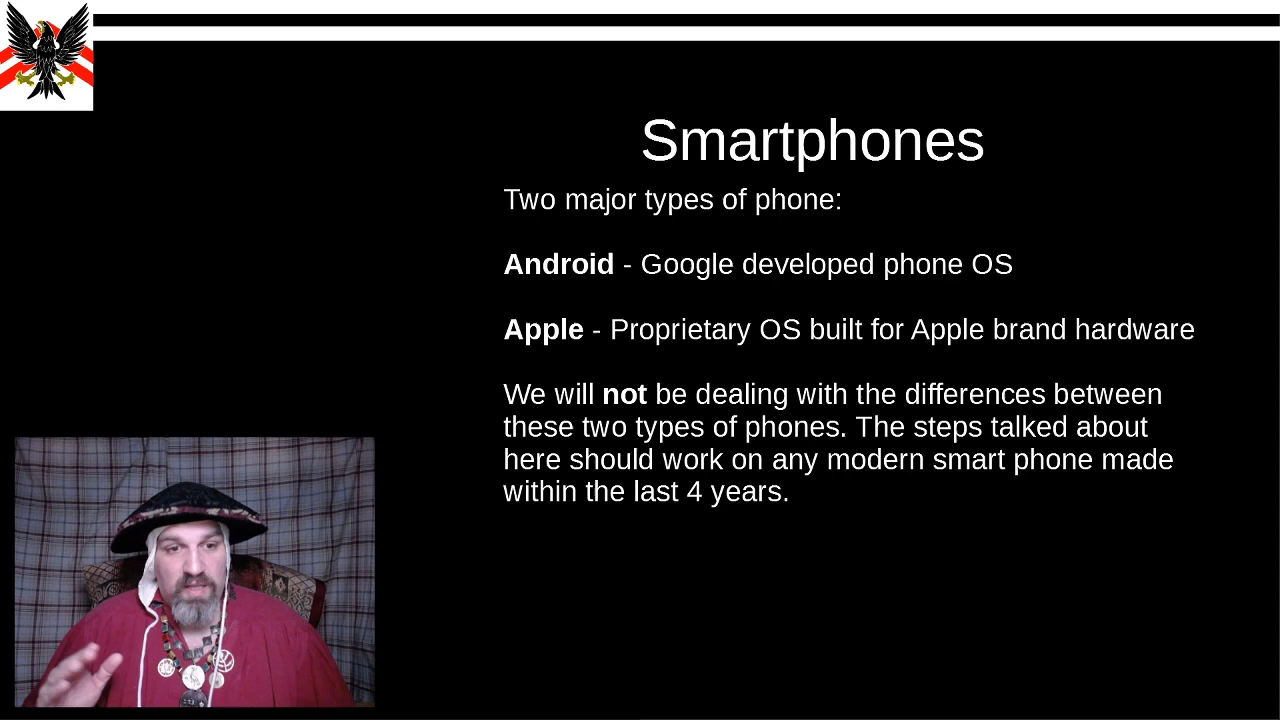 Smartphones
Two major types of phone:
Android - Google developed phone OS
Apple - Proprietary OS built for Apple brand hardware
We will not be dealing with the differences between
these two types of phones. The steps talked about
here should work on any modern smart phone made
within the last 4 years.